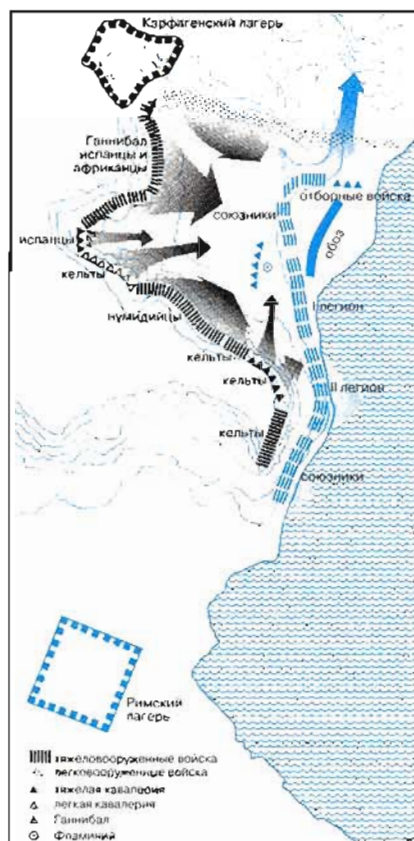 Карфагенский лагерь
Ганнибал
испанцы и
африканцы
союзники
отборные войска
испанцы
обоз
кельты
I легион
нумидийцы
кельты
кельты
II легион
кельты
союзники
Римский
лагерь
тяжеловооруженные войска
легковооруженные войска
тяжелая кавалерия
легкая кавалерия
Ганнибал
Фламиний